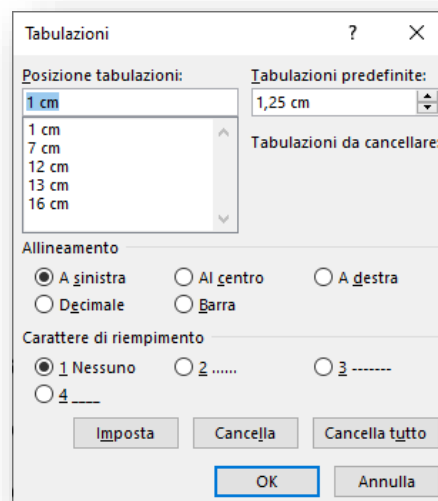 Tabulazioni ?
Posizione tabulazioni: Tabulazioni predefinite:
1 cm 1,25 cm
1 cm
7 cm
12 cm
13 cm
16 cm
Tabulazioni da cancellare:
Allineamento
A sinistra Al centro A destra
Decimale Barra
Carattere di riempimento
1 Nessuno 2 ...... 3 -------
4 ____
Imposta Cancella Cancella tutto
OK Annulla